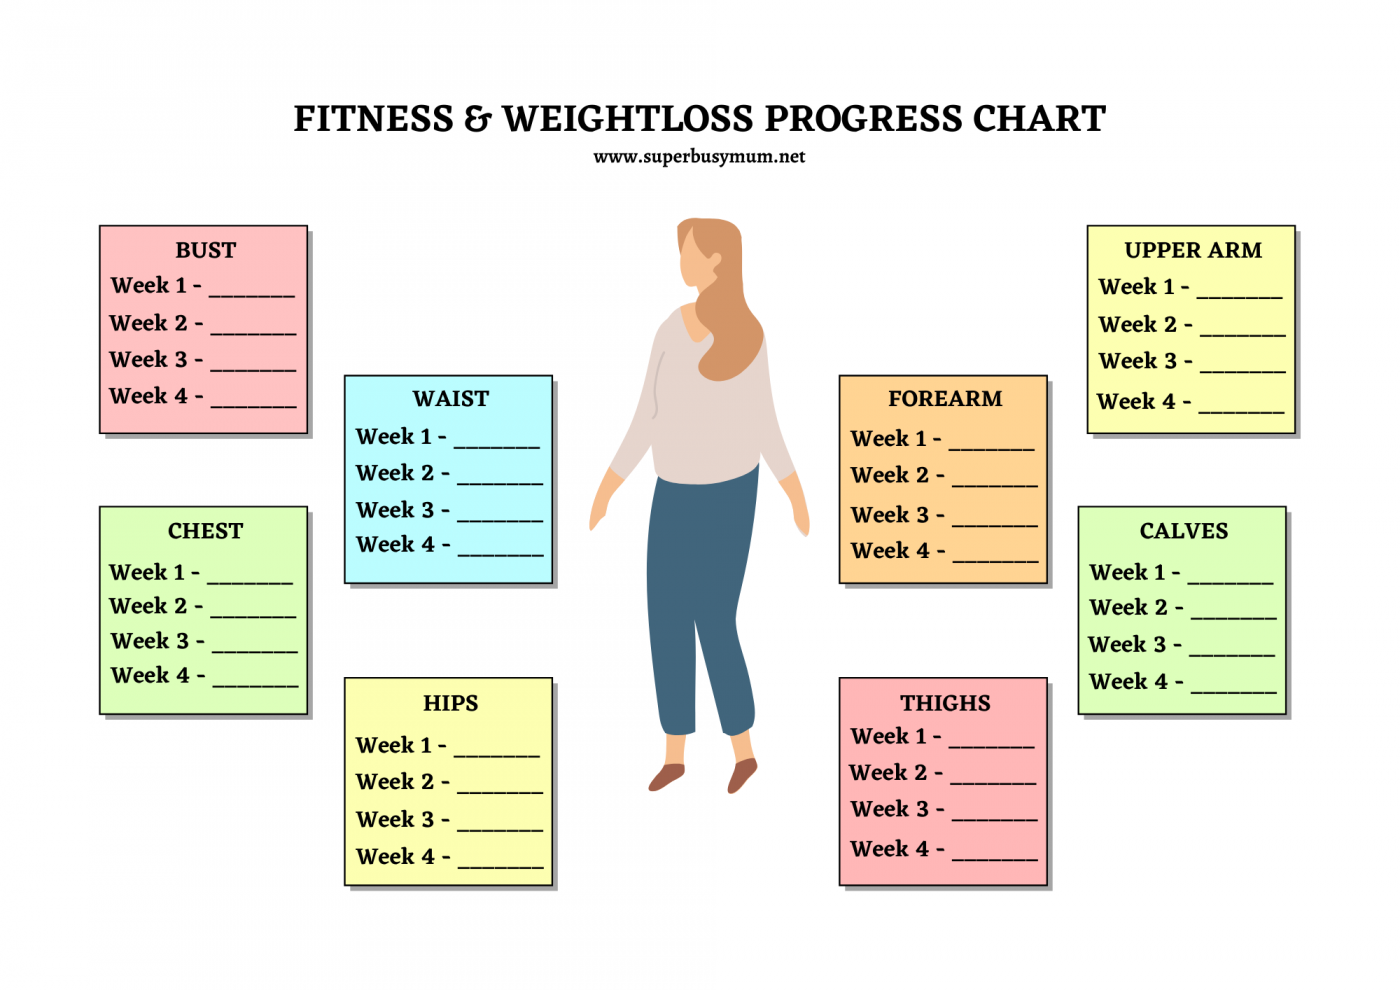 FITNESS & WEIGHTLOSS PROGRESS CHART
www.superbusymum.net
BUST
Week 1 - _______
Week 2 - _______
Week 3 - _______
Week 4 - _______
WAIST
Week 1 - _______
Week 2 - _______
Week 3 - _______
Week 4 - _______
CHEST
Week 1 - _______
Week 2 - _______
Week 3 - _______
Week 4 - _______
HIPS
Week 1 - _______
Week 2 - _______
Week 3 - _______
Week 4 - _______
UPPER ARM
Week 1 - _______
Week 2 - _______
Week 3 - _______
Week 4 - _______
FOREARM
Week 1 - _______
Week 2 - _______
Week 3 - _______
Week 4 - _______
CALVES
Week 1 - _______
Week 2 - _______
Week 3 - _______
Week 4 - _______
THIGHS
Week 1 - _______
Week 2 - _______
Week 3 - _______
Week 4 - _______